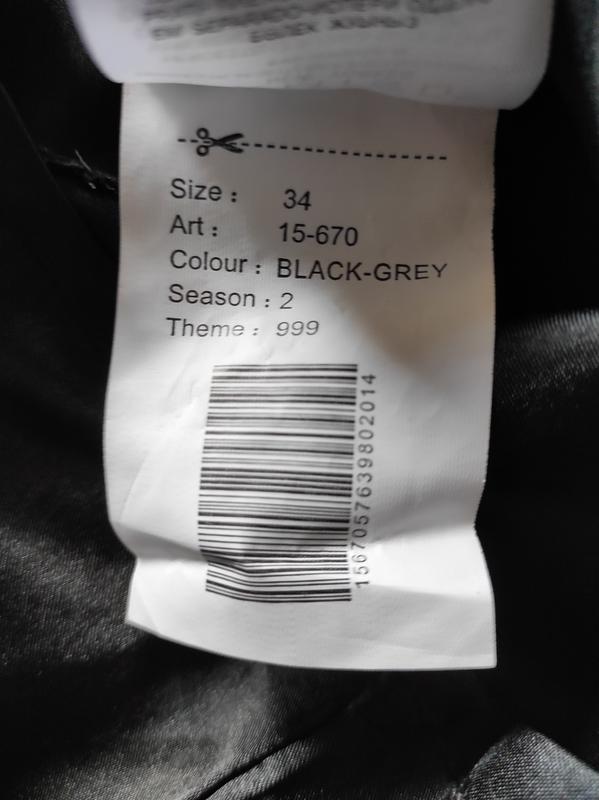 Size : 34
Art : 15-670
Colour : BLACK-GREY
Season : 2
Theme : 999
1567057639802014